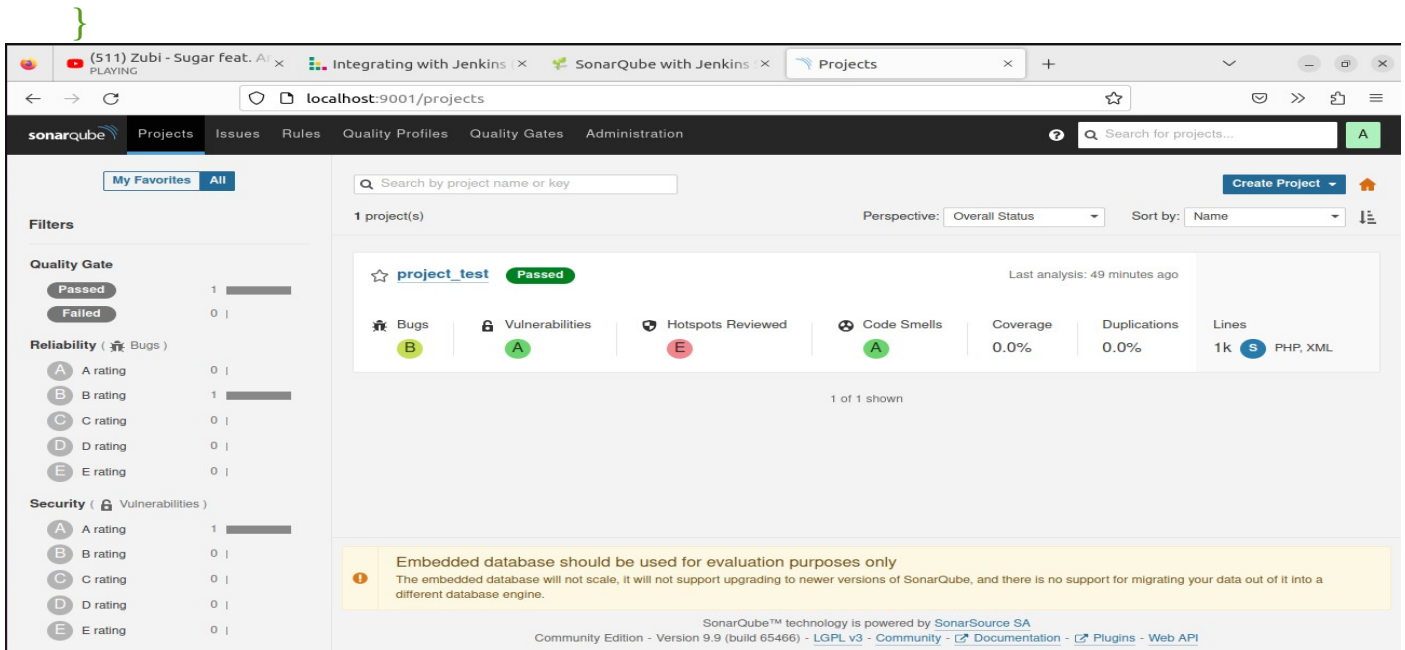 }
(511) Zubi - Sugar feat. A
PLAYING
Integrating with Jenkins (
SonarQube with Jenkins
Projects
localhost:9001/projects
sonarqube Projects Issues Rules Quality Profiles Quality Gates Administration ? Search for projects... A
My Favorites All
Search by project name or key
Create Project
Filters
1 project(s)
Perspective: Overall Status
Sort by: Name
Quality Gate
Passed 1
Failed 0
Reliability ( Bugs )
A A rating 0
B B rating 1
C C rating 0
D D rating 0
E E rating 0
Security ( Vulnerabilities )
A A rating 1
B B rating 0
C C rating 0
D D rating 0
E E rating 0
project_test Passed
Last analysis: 49 minutes ago
Bugs Vulnerabilities Hotspots Reviewed Code Smells Coverage Duplications Lines
B A E A 0.0% 0.0% 1k S PHP, XML
1 of 1 shown
Embedded database should be used for evaluation purposes only
The embedded database will not scale, it will not support upgrading to newer versions of SonarQube, and there is no support for migrating your data out of it into a
different database engine.
SonarQube™ technology is powered by SonarSource SA
Community Edition - Version 9.9 (build 65466) - LGPL v3 - Community - Documentation - Plugins - Web API